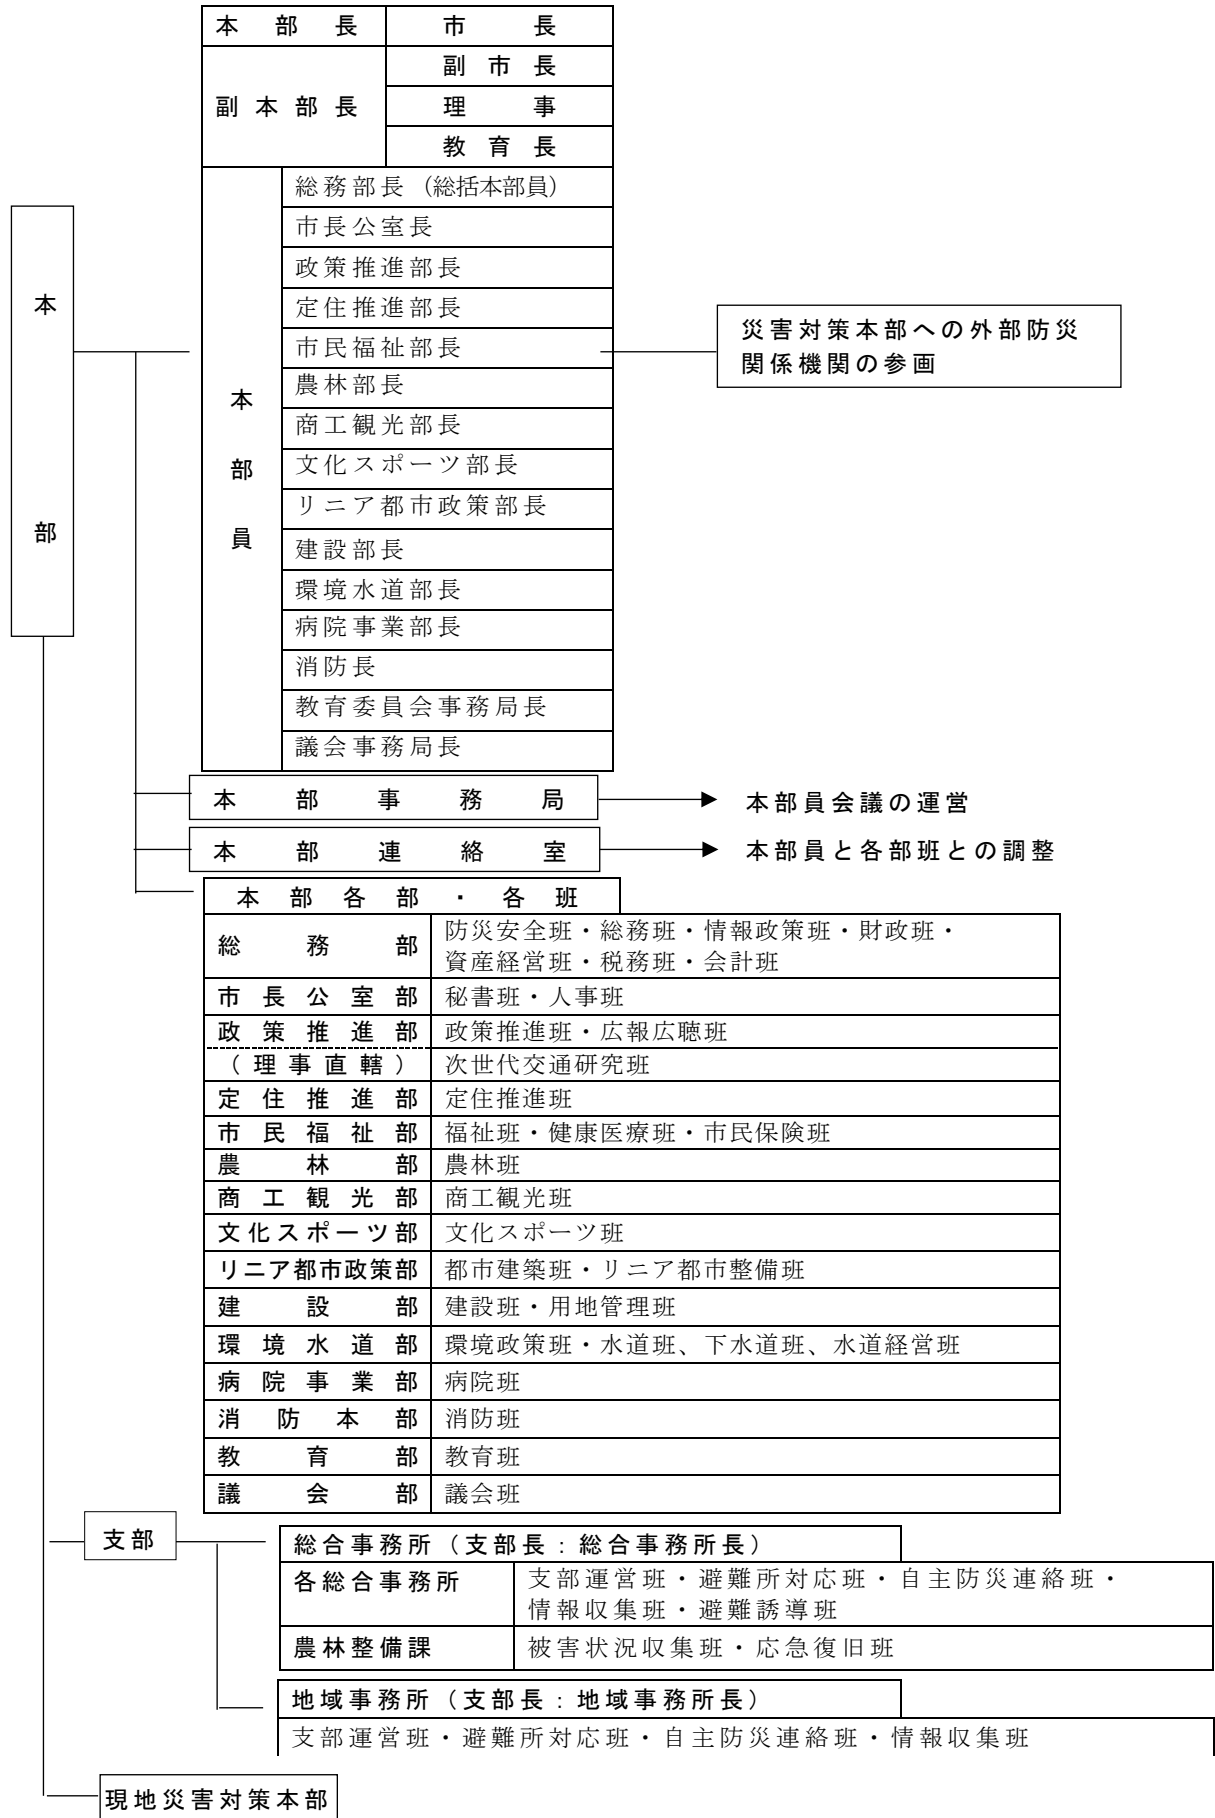 本部長 市長
副本部長 副市長
理事
教育長
本部員 総務部長（総括本部員）
市長公室長
政策推進部長
定住推進部長
市民福祉部長
農林部長
商工観光部長
文化スポーツ部長
リニア都市政策部長
建設部長
環境水道部長
病院事業部長
消防長
教育委員会事務局長
議会事務局長
本部
災害対策本部への外部防災
関係機関の参画
本部事務局 本部員会議の運営
本部連絡室 本部員と各部班との調整
本部各部・各班
総務部 防災安全班・総務班・情報政策班・財政班・
資産経営班・税務班・会計班
市長公室部 秘書班・人事班
政策推進部 政策推進班・広報広聴班
（理事直轄） 次世代交通研究班
定住推進部 定住推進班
市民福祉部 福祉班・健康医療班・市民保険班
農林部 農林班
商工観光部 商工観光班
文化スポーツ部 文化スポーツ班
リニア都市政策部 都市建築班・リニア都市整備班
建設部 建設班・用地管理班
環境水道部 環境政策班・水道班、下水道班、水道経営班
病院事業部 病院班
消防本部 消防班
教育部 教育班
議会部 議会班
支部
総合事務所（支部長：総合事務所長）
各総合事務所 支部運営班・避難所対応班・自主防災連絡班・
情報収集班・避難誘導班
農林整備課 被害状況収集班・応急復旧班
地域事務所（支部長：地域事務所長）
支部運営班・避難所対応班・自主防災連絡班・情報収集班
現地災害対策本部